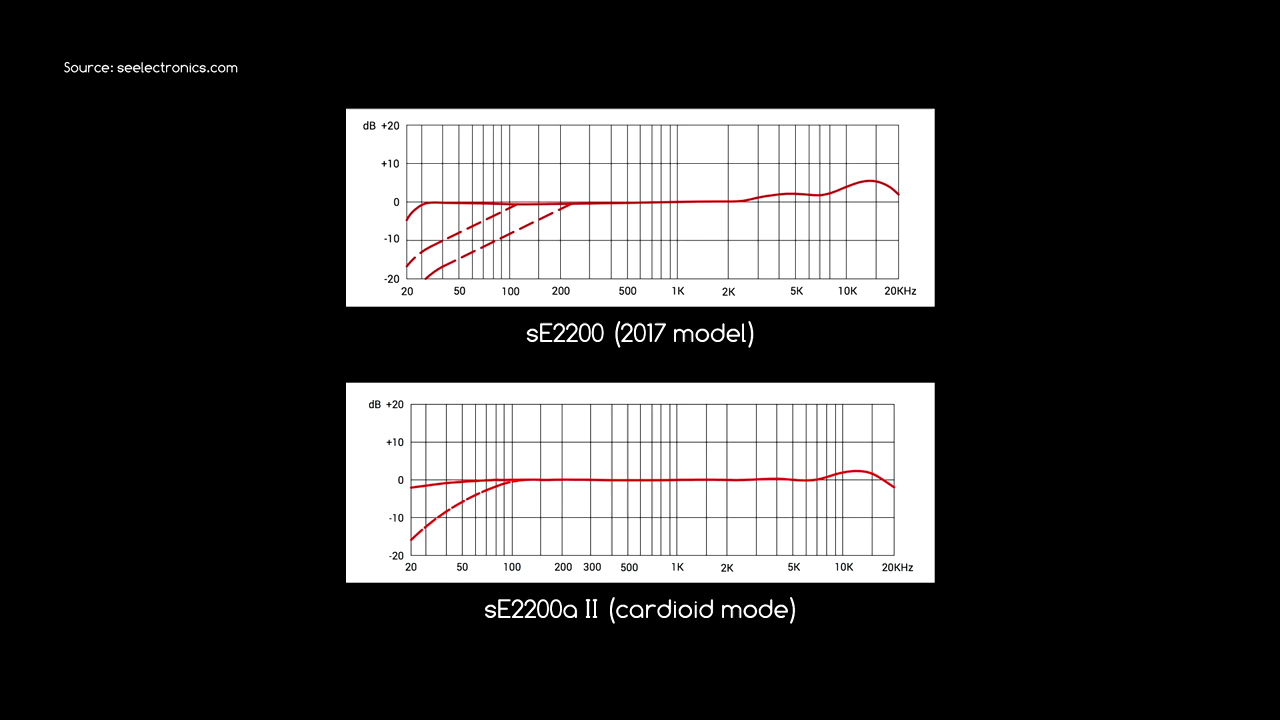 Source: seelectronics.com
dB +20
+10
0
-10
-20
20 50 100 200 500 1K 2K 5K 10K 20KHz
sE2200 (2017 model)
dB +20
+10
0
-10
-20
20 50 100 200 300 500 1K 2K 5K 10K 20KHz
sE2200a II (cardioid mode)